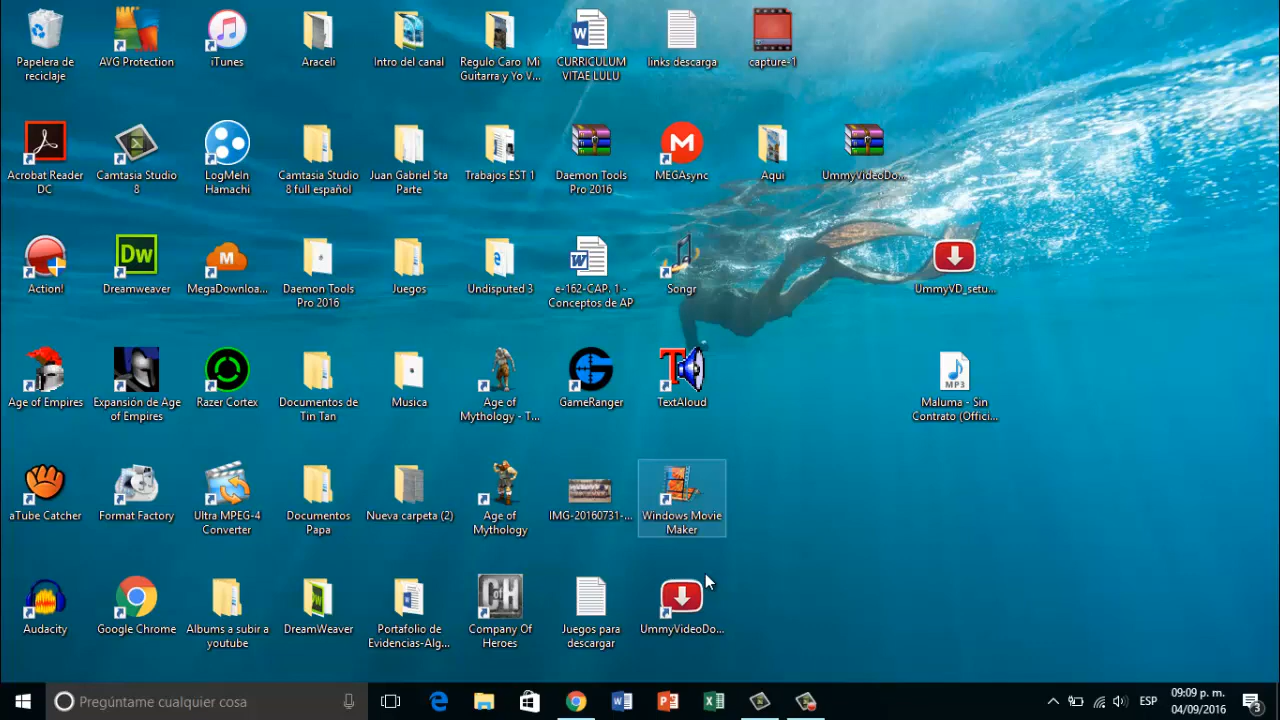 Papelera de
reciclaje
AVG Protection
iTunes
Araceli
Intro del canal
Regulo Caro Mi
Guitarra y Yo V...
CURRICULUM
VITAE LULU
links descarga
capture-1
Acrobat Reader
DC
Camtasia Studio
8
LogMeIn
Hamachi
Camtasia Studio
8 full español
Juan Gabriel 5ta
Parte
Trabajos EST 1
Daemon Tools
Pro 2016
MEGAsync
Aqui
UmmyVideoDo...
Action!
Dw
Dreamweaver
MegaDownloa...
Daemon Tools
Pro 2016
Juegos
Undisputed 3
e-162-CAP. 1 -
Conceptos de AP
Songr
UmmyVD_setu...
Age of Empires
Expansión de Age
of Empires
Razer Cortex
Documentos de
Tin Tan
Musica
Age of
Mythology - T...
GameRanger
TextAloud
MP3
Maluma - Sin
Contrato (Offici...
aTube Catcher
Format Factory
Ultra MPEG-4
Converter
Documentos
Papa
Nueva carpeta (2)
Age of
Mythology
IMG-20160731-...
Windows Movie
Maker
Audacity
Google Chrome
Albums a subir a
youtube
DreamWeaver
Portafolio de
Evidencias-Alg...
Company Of
Heroes
Juegos para
descargar
UmmyVideoDo...
Pregúntame cualquier cosa
ESP
09:09 p. m.
04/09/2016
3